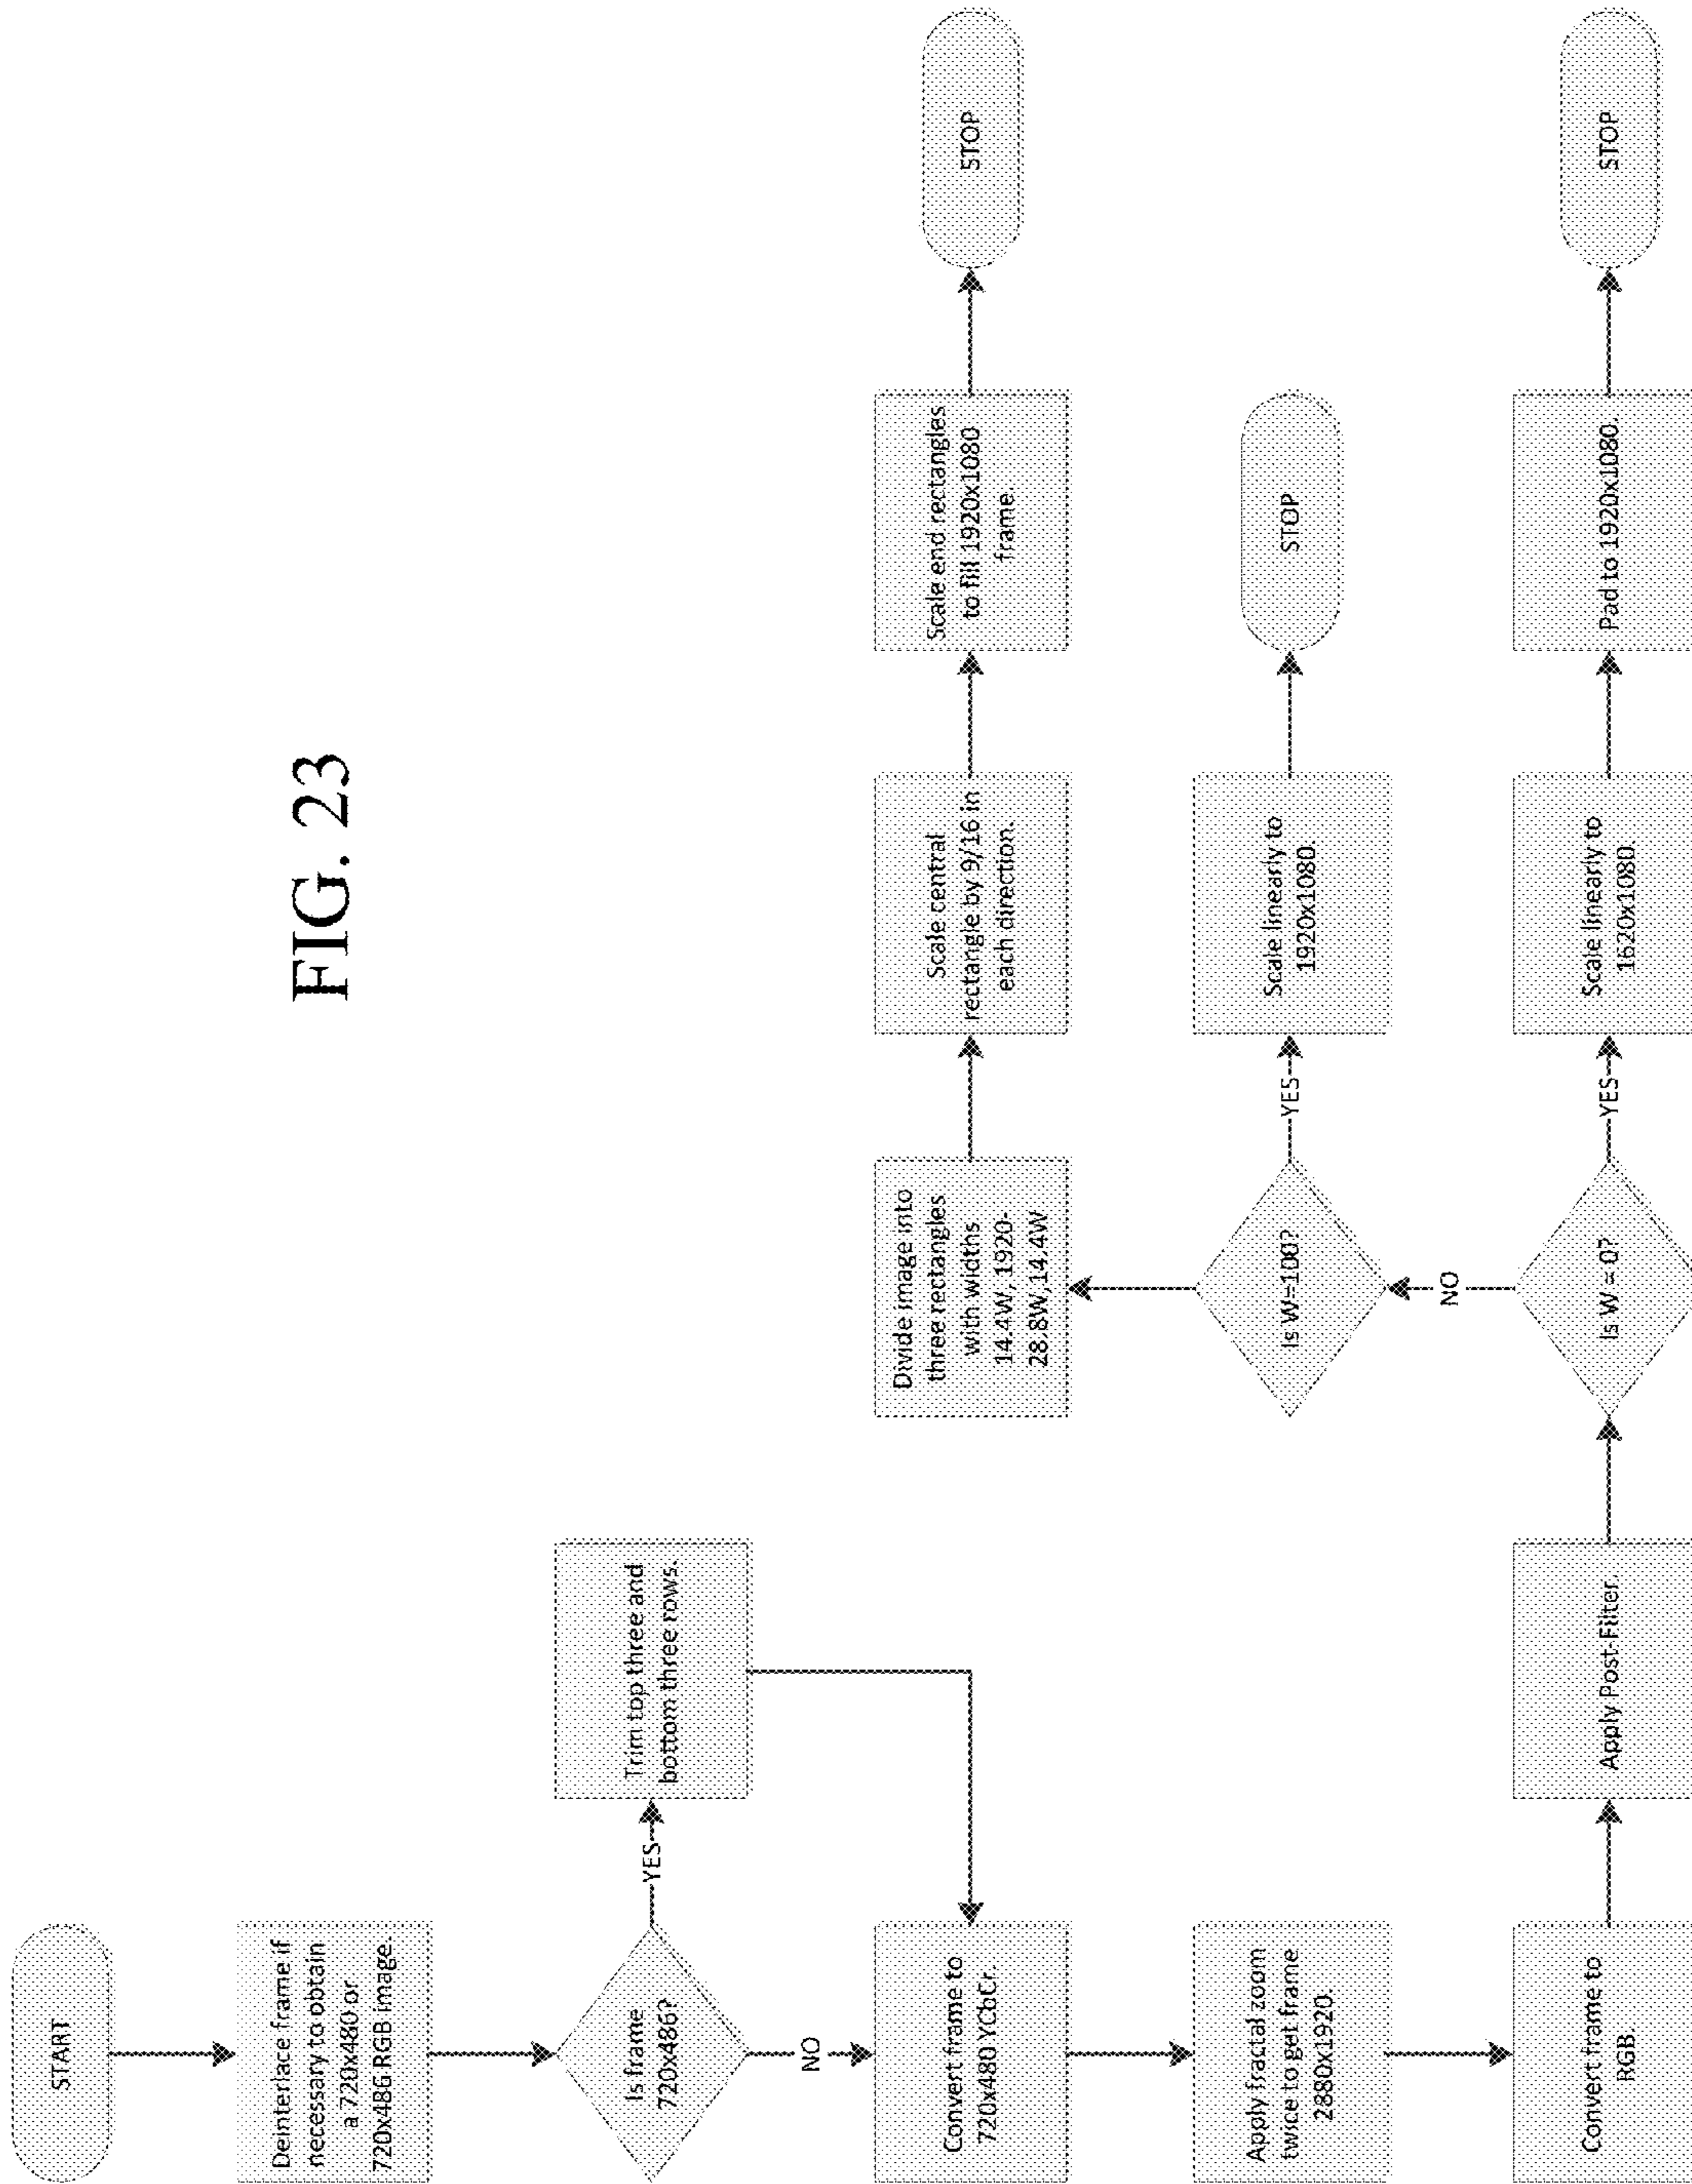 FIG. 23
START
Deinterlace frame if
necessary to obtain
a 720x480 or
720x486 RGB image.
Is frame
720x486?
YES
Trim top three and
bottom three rows.
NO
Convert frame to
720x480 YCbCr.
Apply fractal zoom
twice to get frame
2880x1920.
Convert frame to
RGB
Apply Post-Filter.
Is W = 0?
YES
Scale linearly to
1620x1080.
Pad to 1920x1080.
STOP
NO
Is W=100?
YES
Scale linearly to
1920x1080.
STOP
Divide image into
three rectangles
with widths
14.4W, 1920-
28.8W,14.4W
Scale central
rectangle by 9/16 in
each direction.
Scale end rectangles
to fill 1920x1080
frame.
STOP